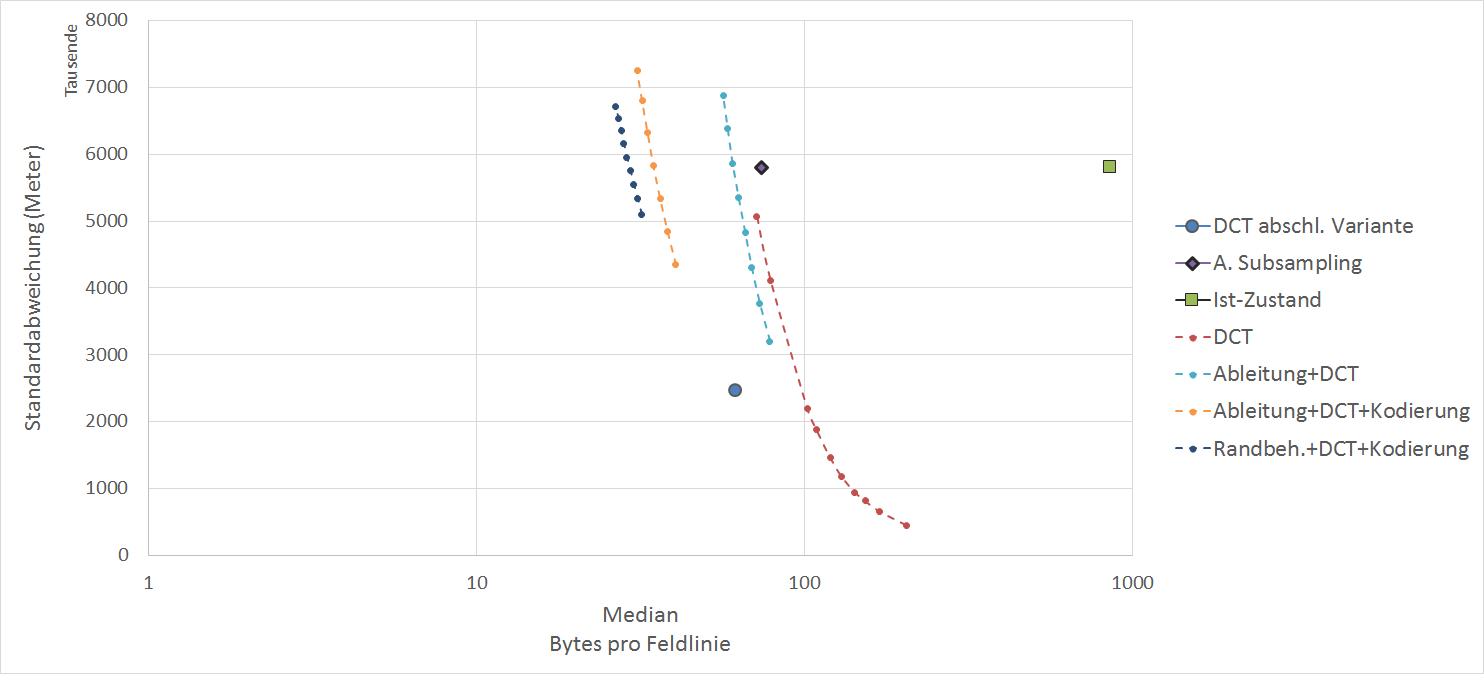 Tausende
Standardabweichung (Meter)
8000
7000
6000
5000
4000
3000
2000
1000
0
1
10
100
1000
Median
Bytes pro Feldlinie
DCT abschl. Variante
A. Subsampling
Ist-Zustand
DCT
Ableitung+DCT
Ableitung+DCT+Kodierung
Randbeh.+DCT+Kodierung